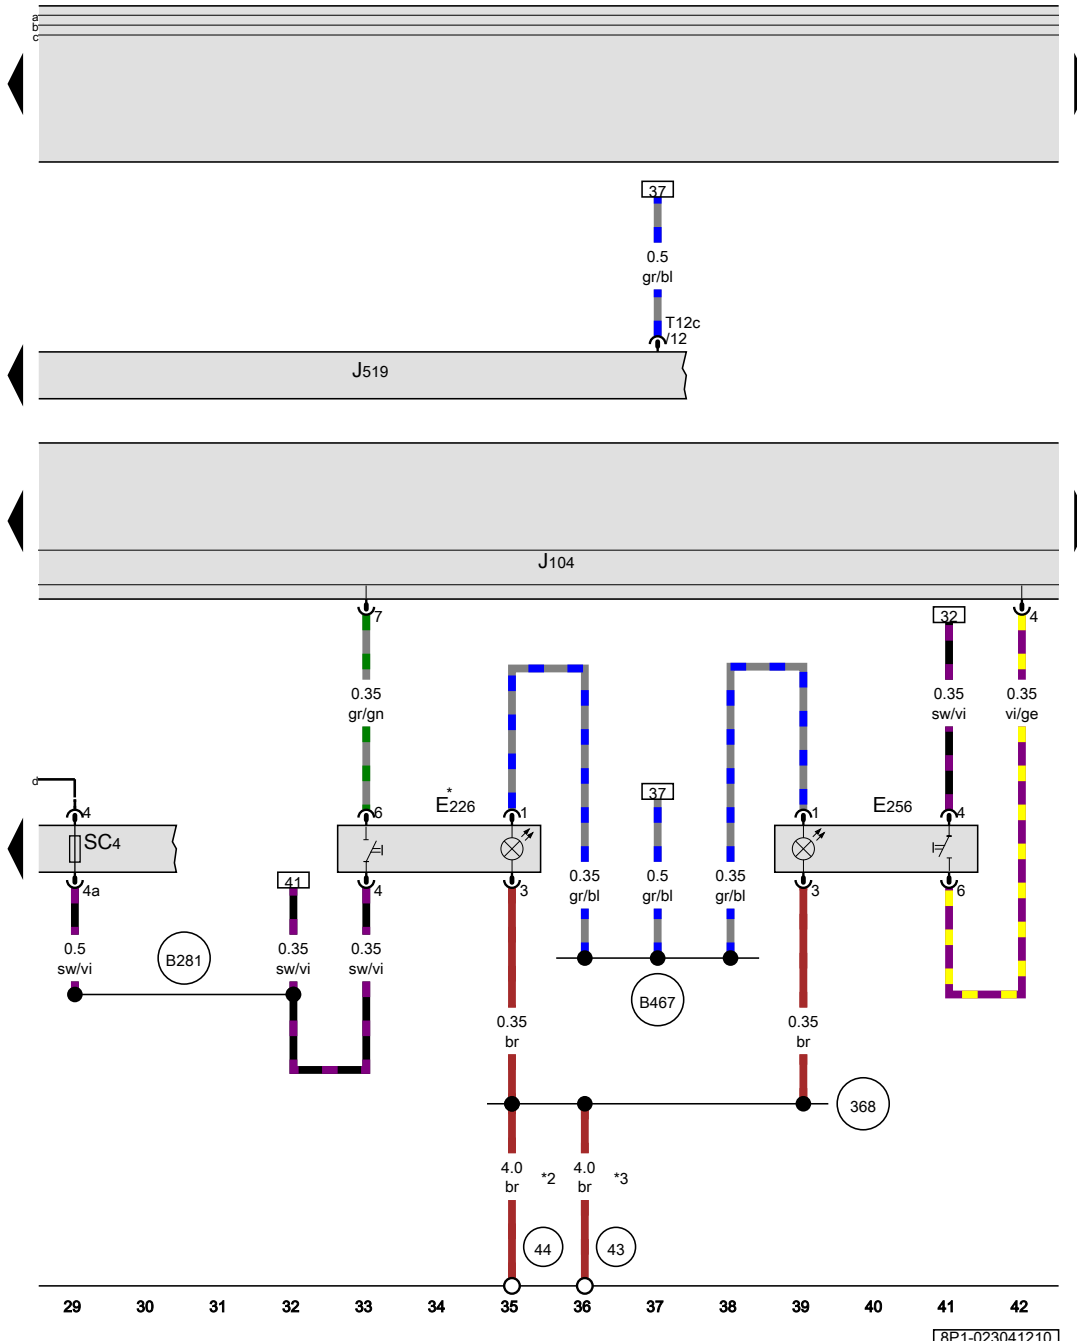 a
b
c
37
0.5
gr/bl
T12c
/12
J519
J104
7
32
4
0.35
gr/gn
0.35
sw/vi
0.35
vi/ge
d
4
6
*
E226
1
37
1
E256
4
SC4
4a
41
4
3
0.35
gr/bl
0.5
gr/bl
0.35
gr/bl
3
6
0.5
sw/vi
B281
0.35
sw/vi
0.35
sw/vi
B467
0.35
br
0.35
br
368
4.0
br
*2
4.0
br
*3
44
43
29 30 31 32 33 34 35 36 37 38 39 40 41 42
8P1-023041210